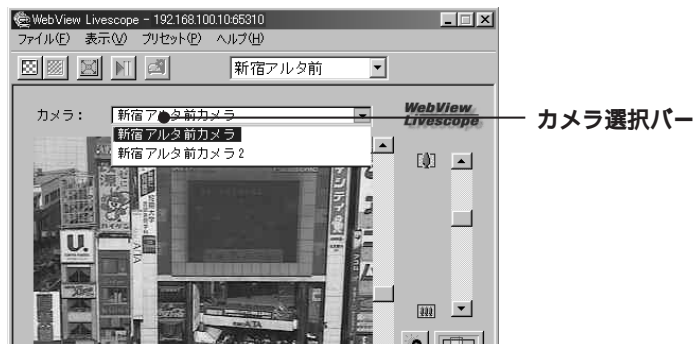 WebView Livescope - 192.168.100.10:65310
ファイル(F) 表示(V) プリセット(P) ヘルプ(H)
新宿アルタ前
カメラ： 新宿アルタ前カメラ
WebView
Livescope
カメラ選択バー
新宿アルタ前カメラ
新宿アルタ前カメラ2
U.
ALTA